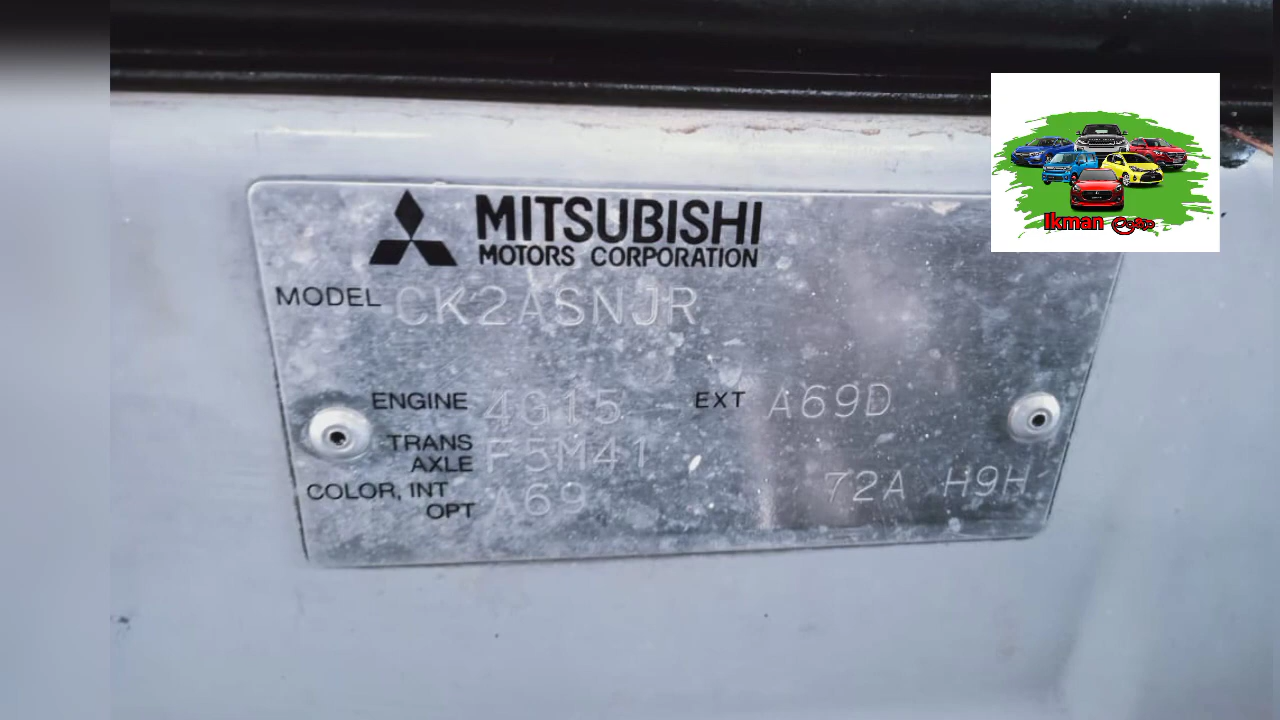 MITSUBISHI
MOTORS CORPORATION
MODEL CK2ASNJR
ENGINE 4G15 EXT A69D
TRANS AXLE F5M41
COLOR, INT OPT A69 72A H9H
Ikman